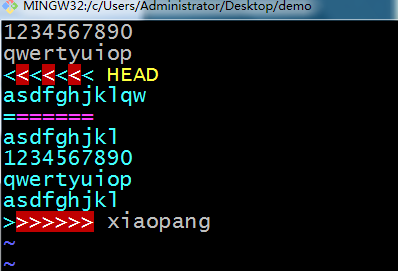 MINGW32:/c/Users/Administrator/Desktop/demo
1234567890
qwertyuiop
<<<<<<< HEAD
asdfghjklqw
=======
asdfghjkl
1234567890
qwertyuiop
asdfghjkl
>>>>>>> xiaopang
~
~